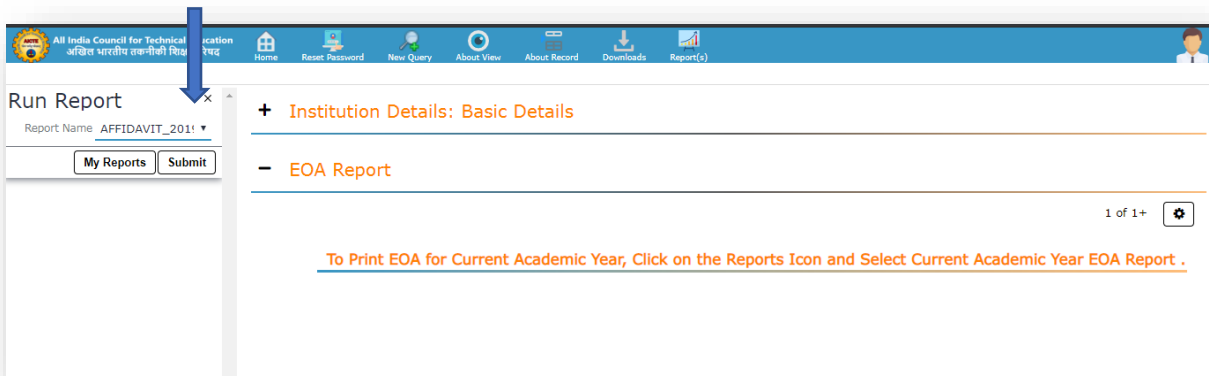 All India Council for Technical ucation
अखिल भारतीय तकनीकी रिषद
Home Reset Password New Query About View About Record Downloads Report(s)
Run Report ×
Report Name AFFIDAVIT_201
My Reports Submit
+ Institution Details: Basic Details
− EOA Report
1 of 1+
To Print EOA for Current Academic Year, Click on the Reports Icon and Select Current Academic Year EOA Report .